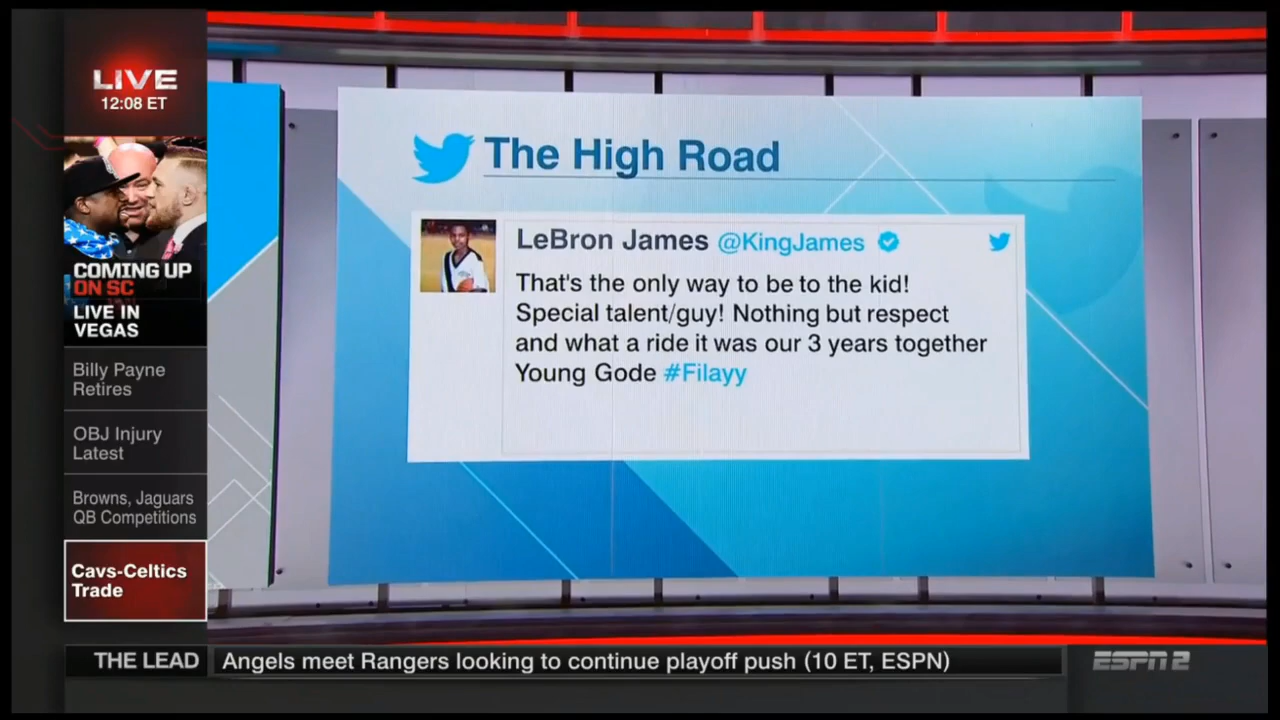 LIVE
12:08 ET
COMING UP
ON SC
LIVE IN
VEGAS
Billy Payne
Retires
OBJ Injury
Latest
Browns, Jaguars
QB Competitions
Cavs-Celtics
Trade
The High Road
LeBron James @KingJames
That's the only way to be to the kid!
Special talent/guy! Nothing but respect
and what a ride it was our 3 years together
Young Gode #Filayy
THE LEAD
Angels meet Rangers looking to continue playoff push (10 ET, ESPN)
ESPN2